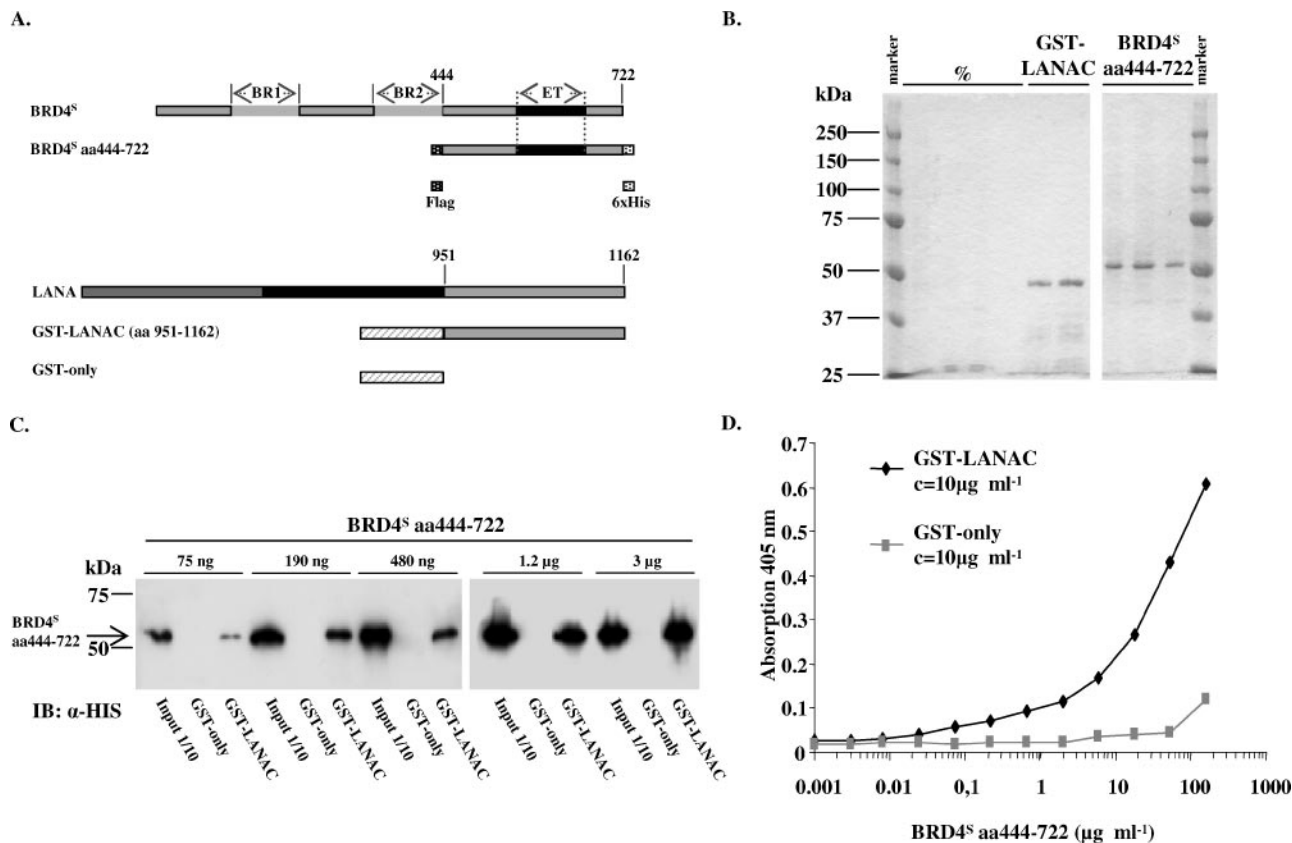 A.
444
722
BR1
BR2
ET
BRD4ˢ
BRD4ˢ aa444-722
Flag
6xHis
951
1162
LANA
GST-LANAC (aa 951-1162)
GST-only
B.
marker
%
GST-
LANAC
BRD4ˢ
aa444-722
marker
kDa
250
150
100
75
50
37
25
C.
BRD4ˢ aa444-722
kDa
75 ng
190 ng
480 ng
1.2 µg
3 µg
75
BRD4ˢ
aa444-722
50
IB: α-HIS
Input 1/10
GST-only
GST-LANAC
Input 1/10
GST-only
GST-LANAC
Input 1/10
GST-only
GST-LANAC
Input 1/10
GST-only
GST-LANAC
Input 1/10
GST-only
GST-LANAC
D.
Absorption 405 nm
0.7
0.6
0.5
0.4
0.3
0.2
0.1
0
GST-LANAC
c=10µg ml⁻¹
GST-only
c=10µg ml⁻¹
0.001
0.01
0,1
1
10
100
1000
BRD4ˢ aa444-722 (µg ml⁻¹)